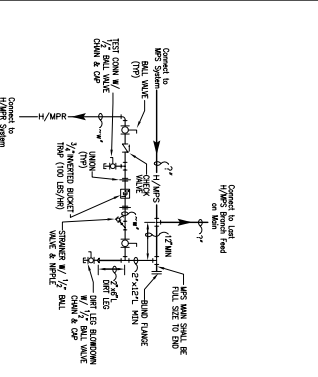 Connect to
MPS System
BALL VALVE
(TYP)
TEST CONN W/
1/2" BALL VALVE
CHAIN & CAP
H/MPR
Connect to
H/MPR System
?"
H/MPS
Connect to Last
H/MPS Branch Feed
on Main
?"
12"MIN
MPS MAIN SHALL BE
FULL SIZE TO END
BLIND FLANGE
2"x12"L MIN
2"x6"L
DIRT LEG
DIRT LEG BLOWDOWN
W/ 1/2" BALL VALVE
CHAIN & CAP
CHECK
VALVE
UNION
(TYP)
3/4"INVERTED BUCKET
TRAP (100 LBS/HR)
STRAINER W/ 1/2" BALL
VALVE & NIPPLE